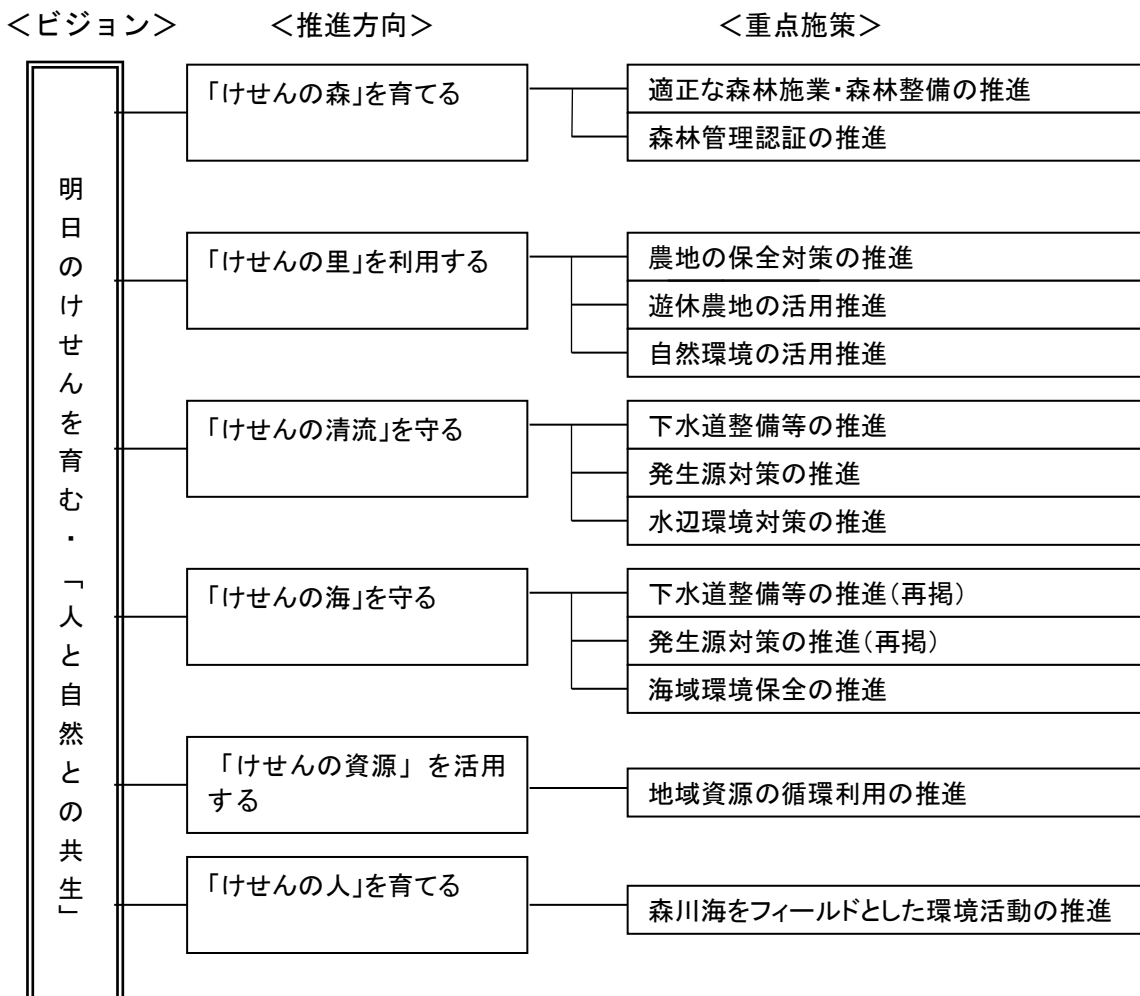 ＜ビジョン＞ ＜推進方向＞ ＜重点施策＞
明日のけせんを育む・「人と自然との共生」
「けせんの森」を育てる
適正な森林施業・森林整備の推進
森林管理認証の推進
「けせんの里」を利用する
農地の保全対策の推進
遊休農地の活用推進
自然環境の活用推進
「けせんの清流」を守る
下水道整備等の推進
発生源対策の推進
水辺環境対策の推進
「けせんの海」を守る
下水道整備等の推進（再掲）
発生源対策の推進（再掲）
海域環境保全の推進
「けせんの資源」を活用
する
地域資源の循環利用の推進
「けせんの人」を育てる
森川海をフィールドとした環境活動の推進